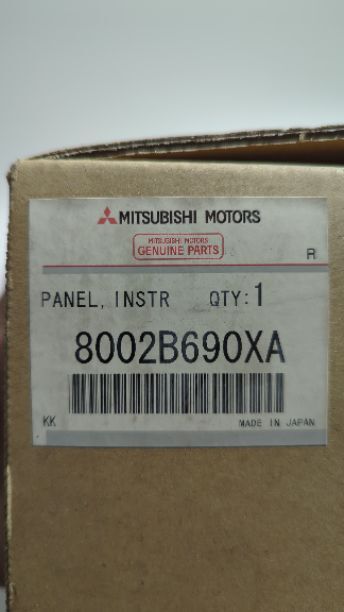 MITSUBISHI MOTORS
MITSUBISHI MOTORS
GENUINE PARTS
R
PANEL, INSTR QTY:1
8002B690XA
KK MADE IN JAPAN